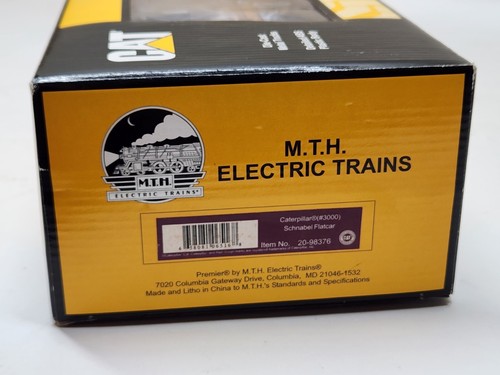 CAT
M.T.H.
ELECTRIC TRAINS
M.T.H.
ELECTRIC TRAINS
Caterpillar®(#3000)
Schnabel Flatcar
Item No. 20-98376
Premier® by M.T.H. Electric Trains®
7020 Columbia Gateway Drive, Columbia, MD 21046-1532
Made and Litho in China to M.T.H.'s Standards and Specifications